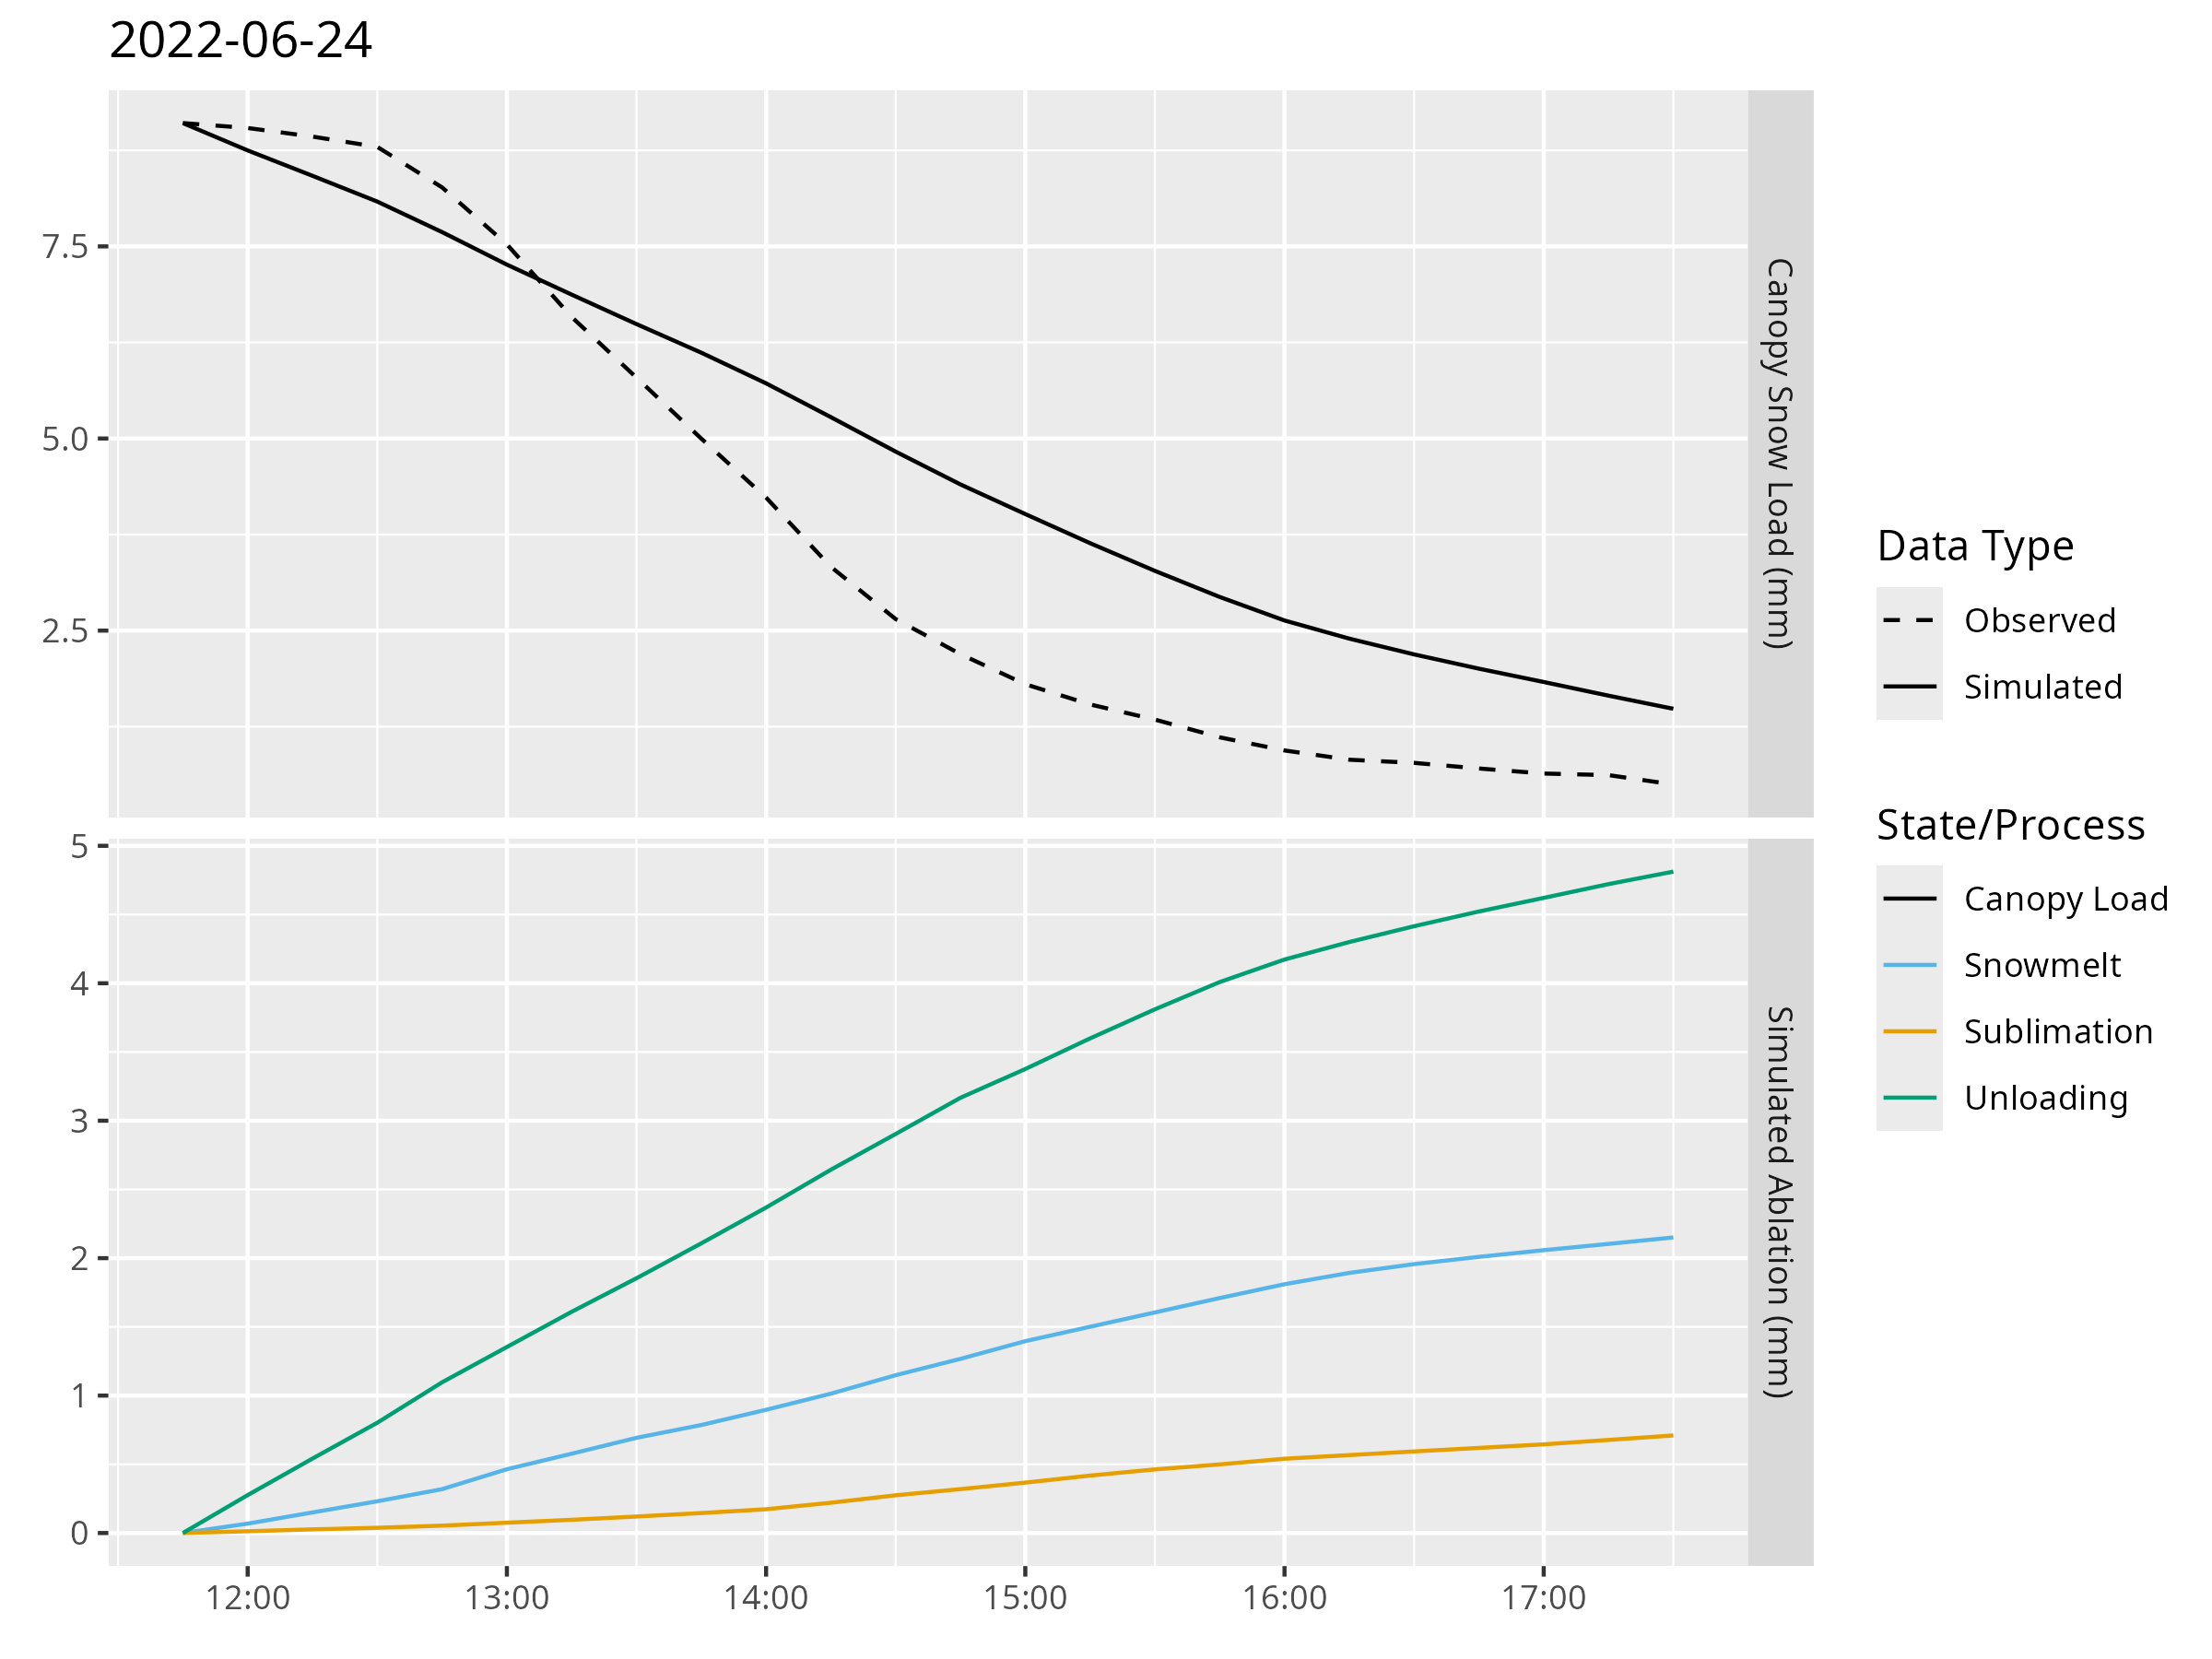 2022-06-24
7.5
5.0
2.5
Canopy Snow Load (mm)
5
4
3
2
1
0
Simulated Ablation (mm)
12:00
13:00
14:00
15:00
16:00
17:00
Data Type
Observed
Simulated
State/Process
Canopy Load
Snowmelt
Sublimation
Unloading